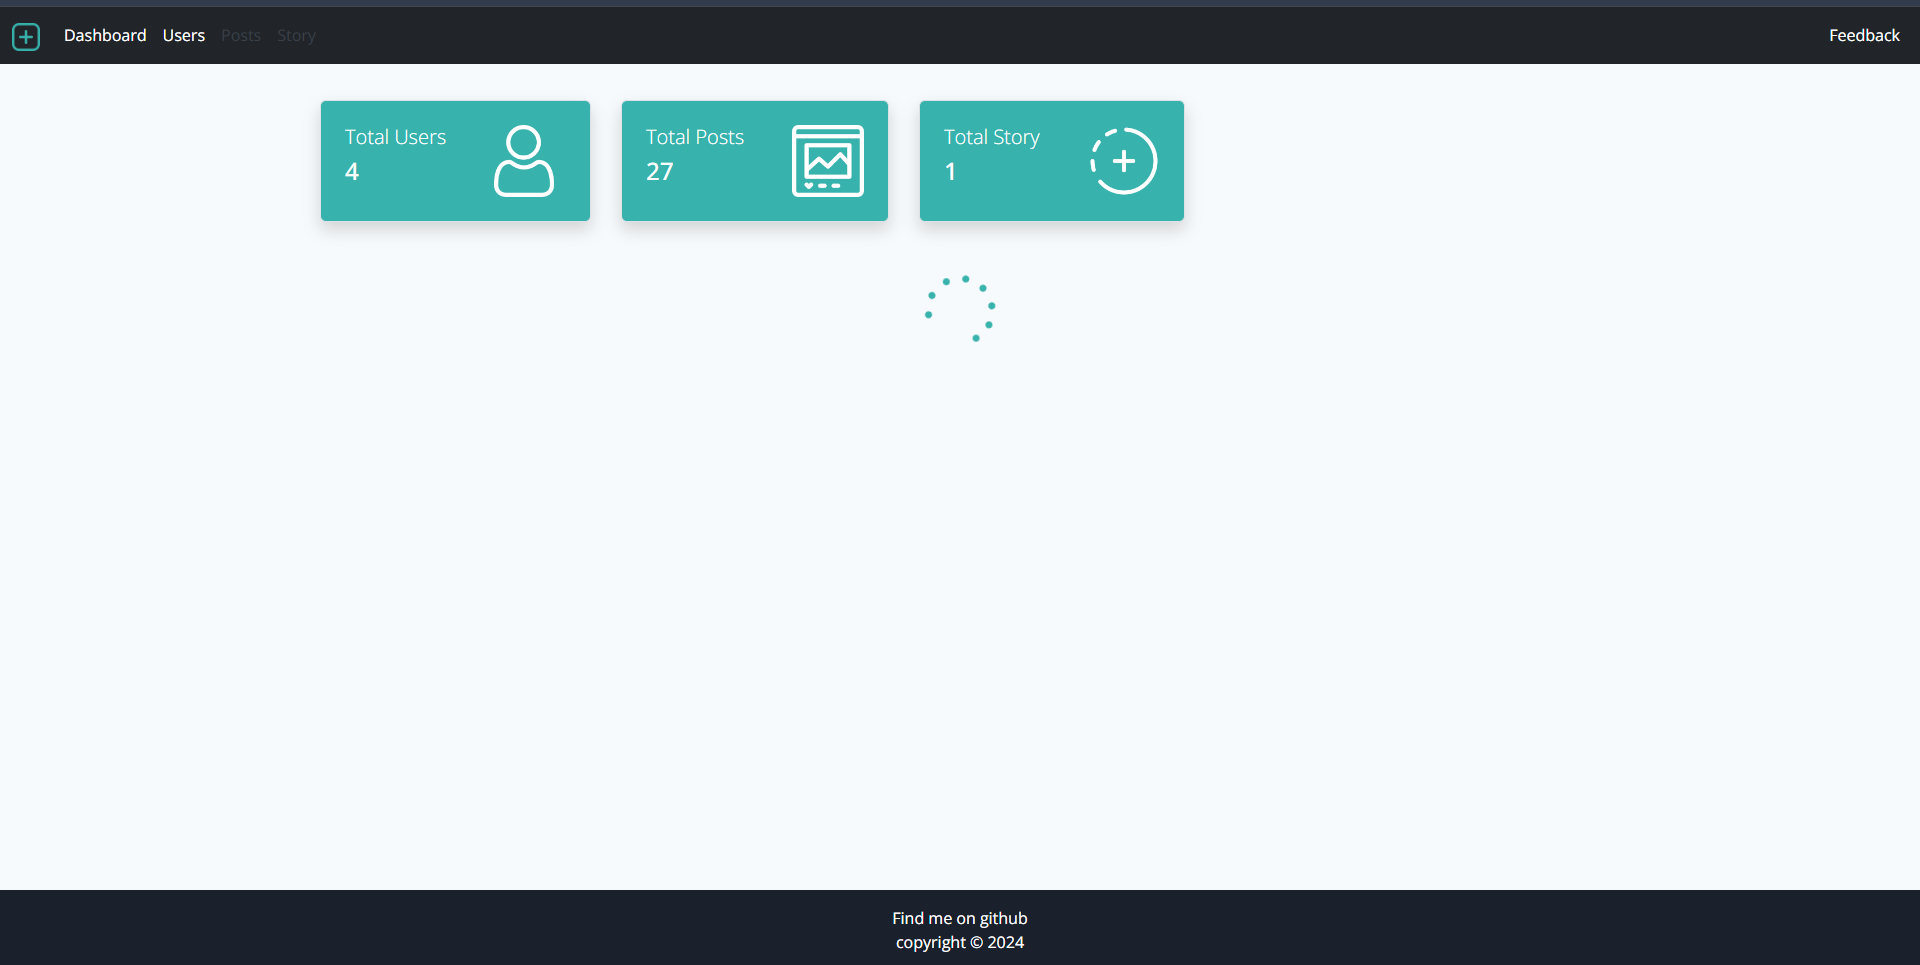 Dashboard Users Posts Story Feedback
Total Users
4
Total Posts
27
Total Story
1
Find me on github
copyright © 2024